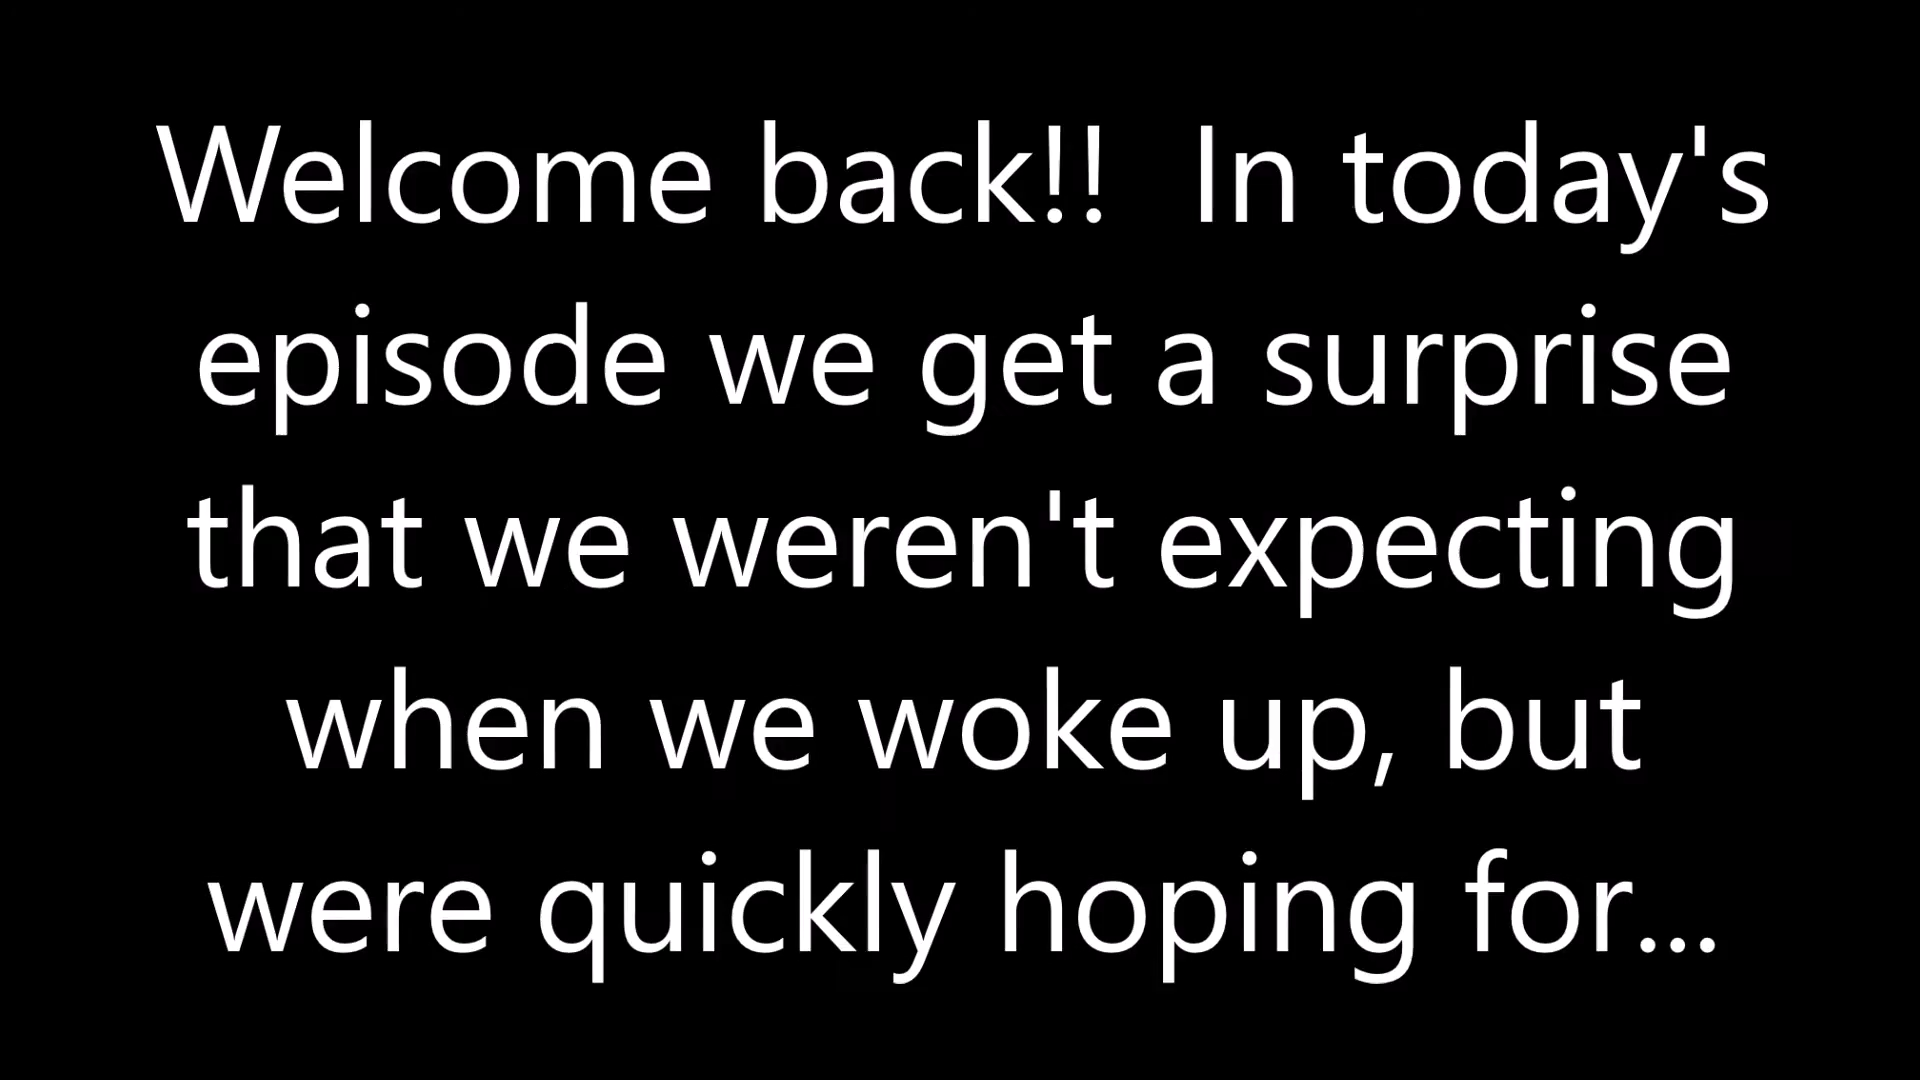 Welcome back!!  In today's
episode we get a surprise
that we weren't expecting
when we woke up, but
were quickly hoping for...